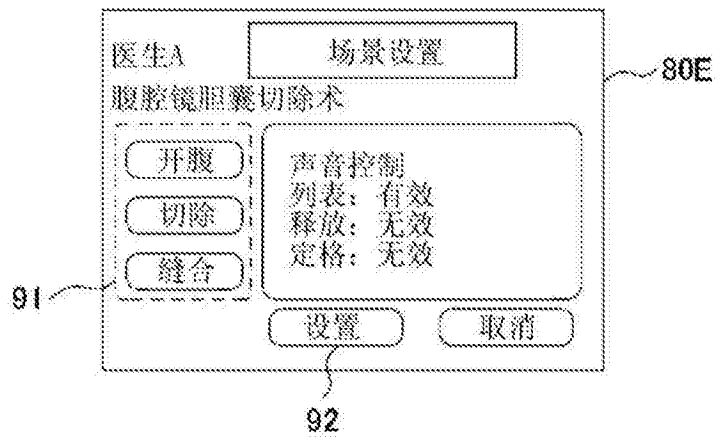 医生A
场景设置
80E
腹腔镜胆囊切除术
开腹
切除
缝合
声音控制
列表：有效
释放：无效
定格：无效
91
设置
取消
92